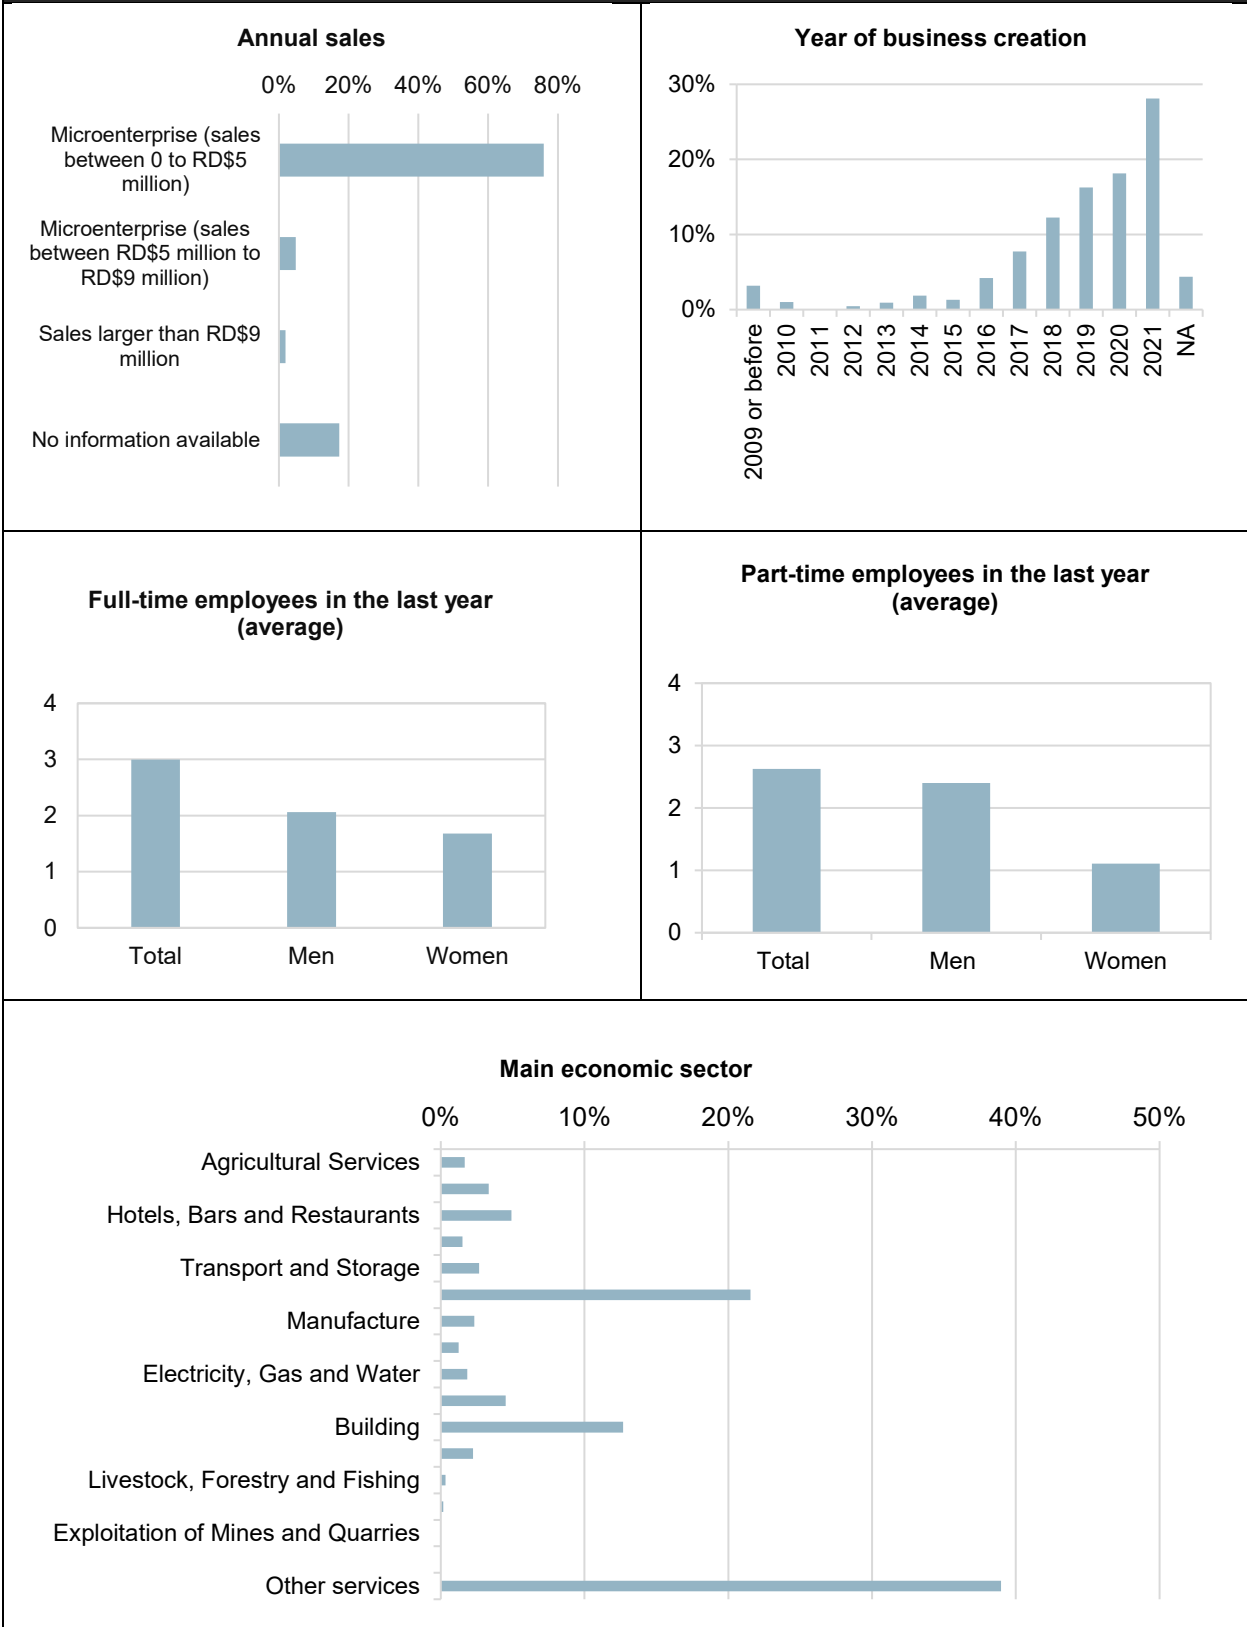 Annual sales
0% 20% 40% 60% 80%
Microenterprise (sales
between 0 to RD$5
million)
Microenterprise (sales
between RD$5 million to
RD$9 million)
Sales larger than RD$9
million
No information available
Year of business creation
30%
20%
10%
0%
2009 or before
2010
2011
2012
2013
2014
2015
2016
2017
2018
2019
2020
2021
NA
Full-time employees in the last year
(average)
4
3
2
1
0
Total Men Women
Part-time employees in the last year
(average)
4
3
2
1
0
Total Men Women
Main economic sector
0% 10% 20% 30% 40% 50%
Agricultural Services
Hotels, Bars and Restaurants
Transport and Storage
Manufacture
Electricity, Gas and Water
Building
Livestock, Forestry and Fishing
Exploitation of Mines and Quarries
Other services